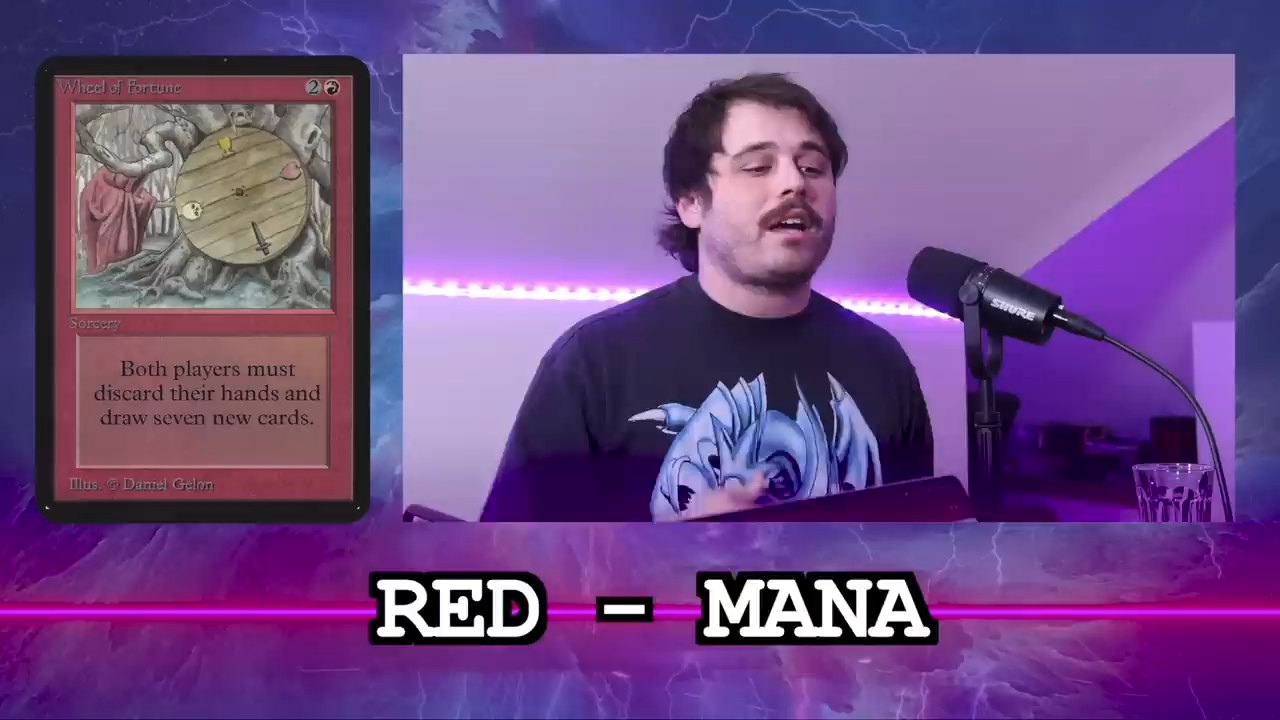 Wheel of Fortune 2
Sorcery
Both players must
discard their hands and
draw seven new cards.
Illus. © Daniel Gelon
SHURE
RED - MANA